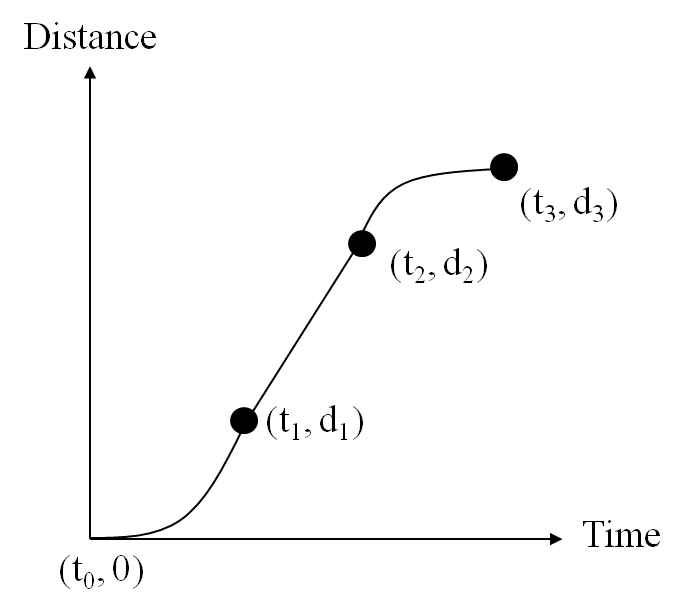 Distance
(t₃, d₃)
(t₂, d₂)
(t₁, d₁)
Time
(t₀, 0)